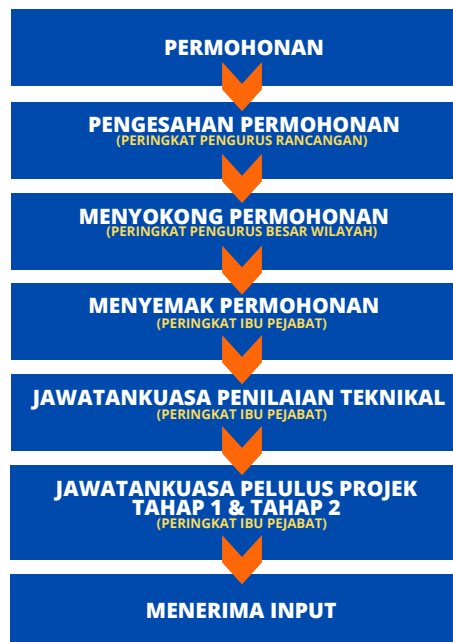 PERMOHONAN
PENGESAHAN PERMOHONAN
(PERINGKAT PENGURUS RANCANGAN)
MENYOKONG PERMOHONAN
(PERINGKAT PENGURUS BESAR WILAYAH)
MENYEMAK PERMOHONAN
(PERINGKAT IBU PEJABAT)
JAWATANKUASA PENILAIAN TEKNIKAL
(PERINGKAT IBU PEJABAT)
JAWATANKUASA PELULUS PROJEK
TAHAP 1 & TAHAP 2
(PERINGKAT IBU PEJABAT)
MENERIMA INPUT